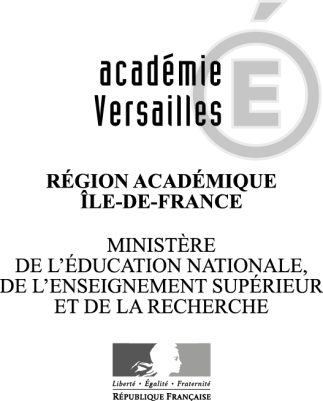 académie
Versailles
É
RÉGION ACADÉMIQUE
ÎLE-DE-FRANCE
MINISTÈRE
DE L'ÉDUCATION NATIONALE,
DE L'ENSEIGNEMENT SUPÉRIEUR
ET DE LA RECHERCHE
Liberté • Égalité • Fraternité
RÉPUBLIQUE FRANÇAISE